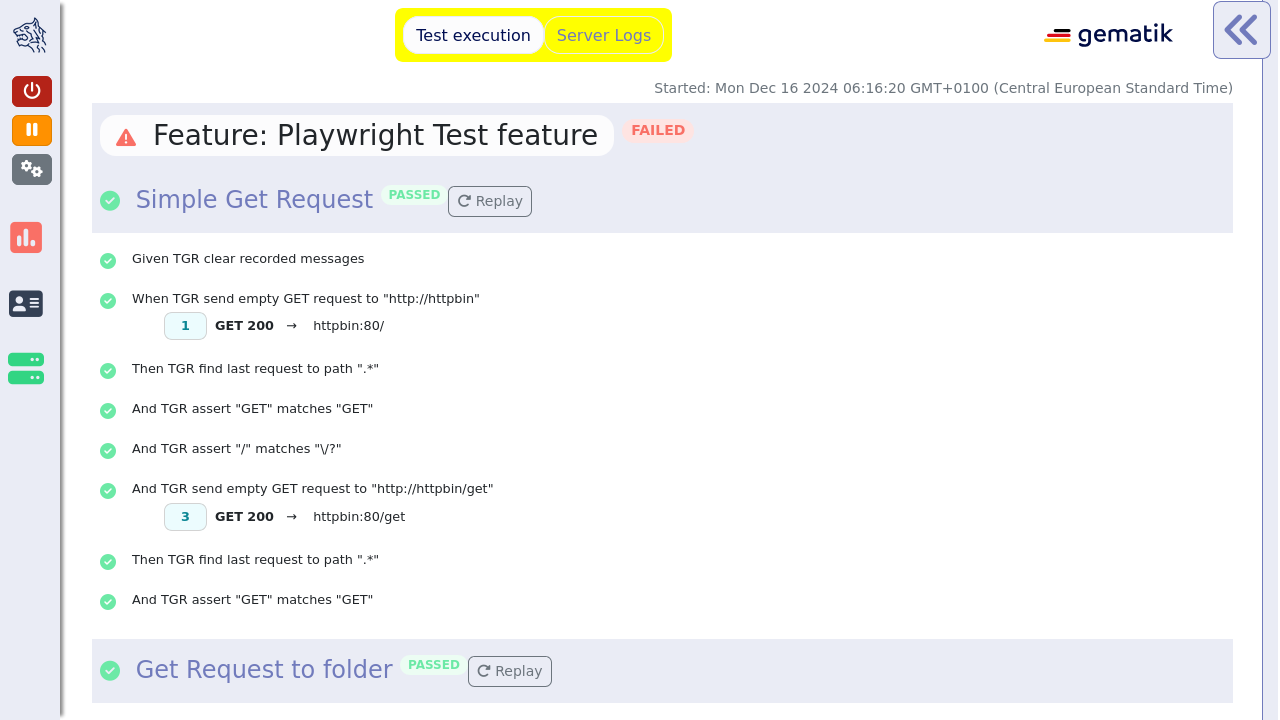 Test execution
Server Logs
gematik
Started: Mon Dec 16 2024 06:16:20 GMT+0100 (Central European Standard Time)
Feature: Playwright Test feature FAILED
Simple Get Request PASSED Replay
Given TGR clear recorded messages
When TGR send empty GET request to "http://httpbin"
1 GET 200 → httpbin:80/
Then TGR find last request to path ".*"
And TGR assert "GET" matches "GET"
And TGR assert "/" matches "\/?"
And TGR send empty GET request to "http://httpbin/get"
3 GET 200 → httpbin:80/get
Then TGR find last request to path ".*"
And TGR assert "GET" matches "GET"
Get Request to folder PASSED Replay